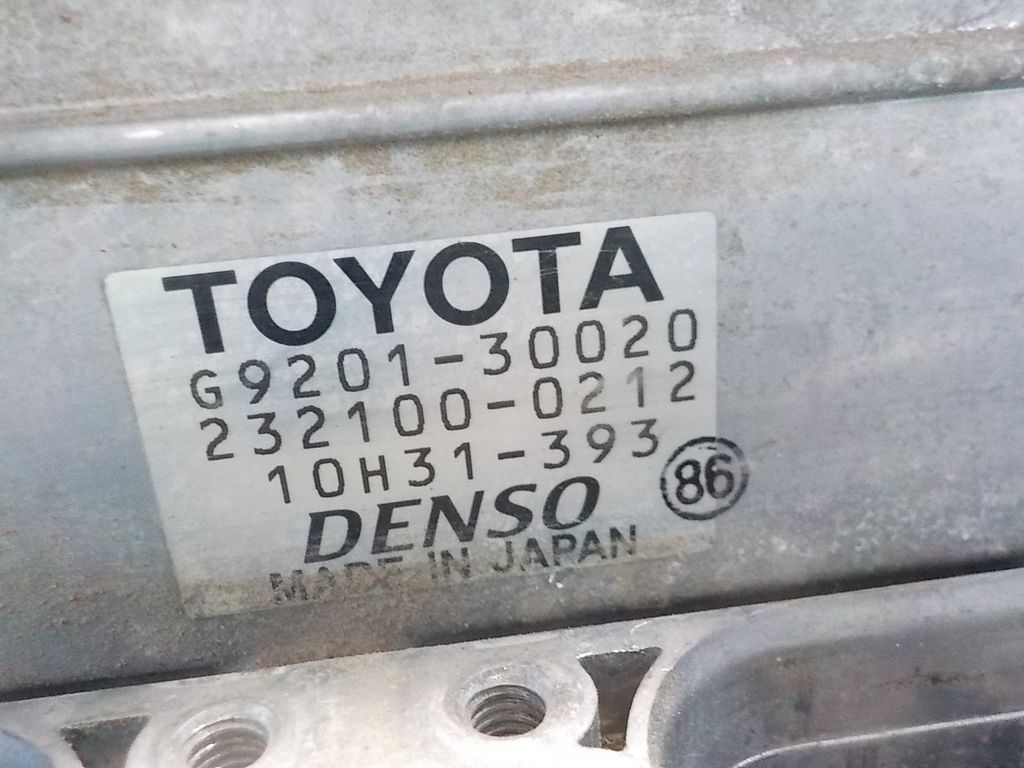 TOYOTA
G9201-30020
232100-0212
10H31-393
86
DENSO
MADE IN JAPAN